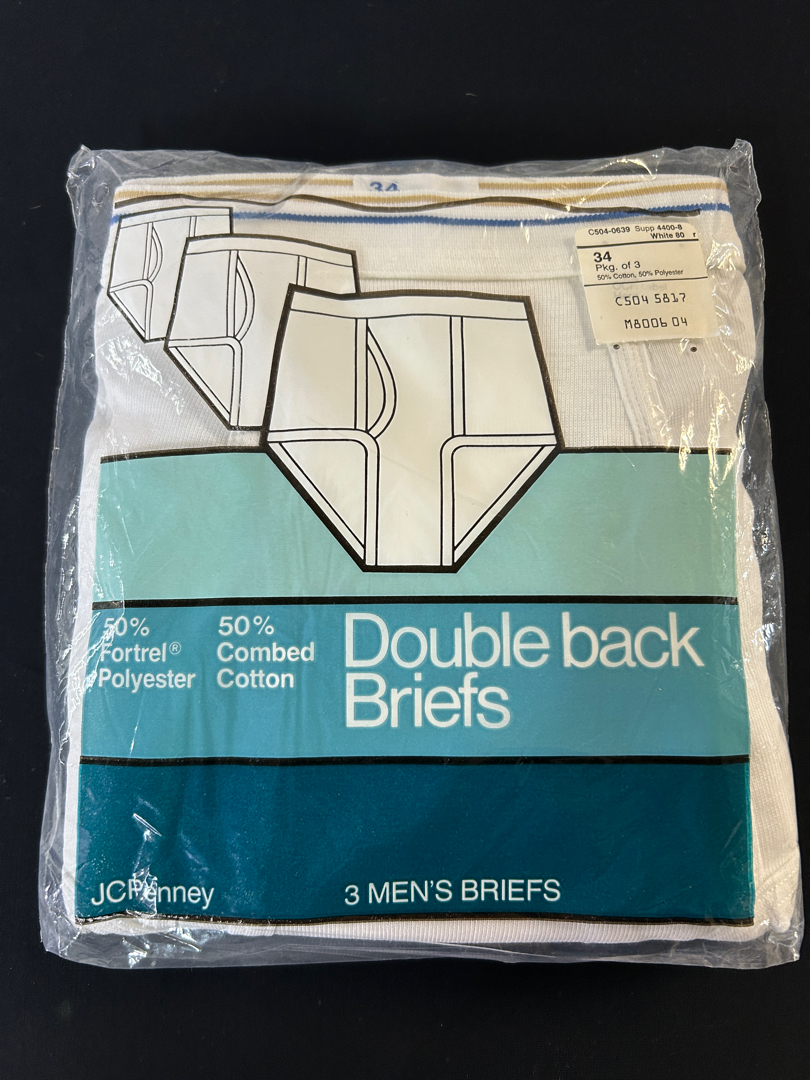 34
C504-0639 Supp 4400-8
White 80 r
34
Pkg. of 3
50% Cotton, 50% Polyester
C504 5817
M8006 04
50%
Fortrel®
Polyester
50%
Combed
Cotton
Double back
Briefs
JCPenney
3 MEN'S BRIEFS